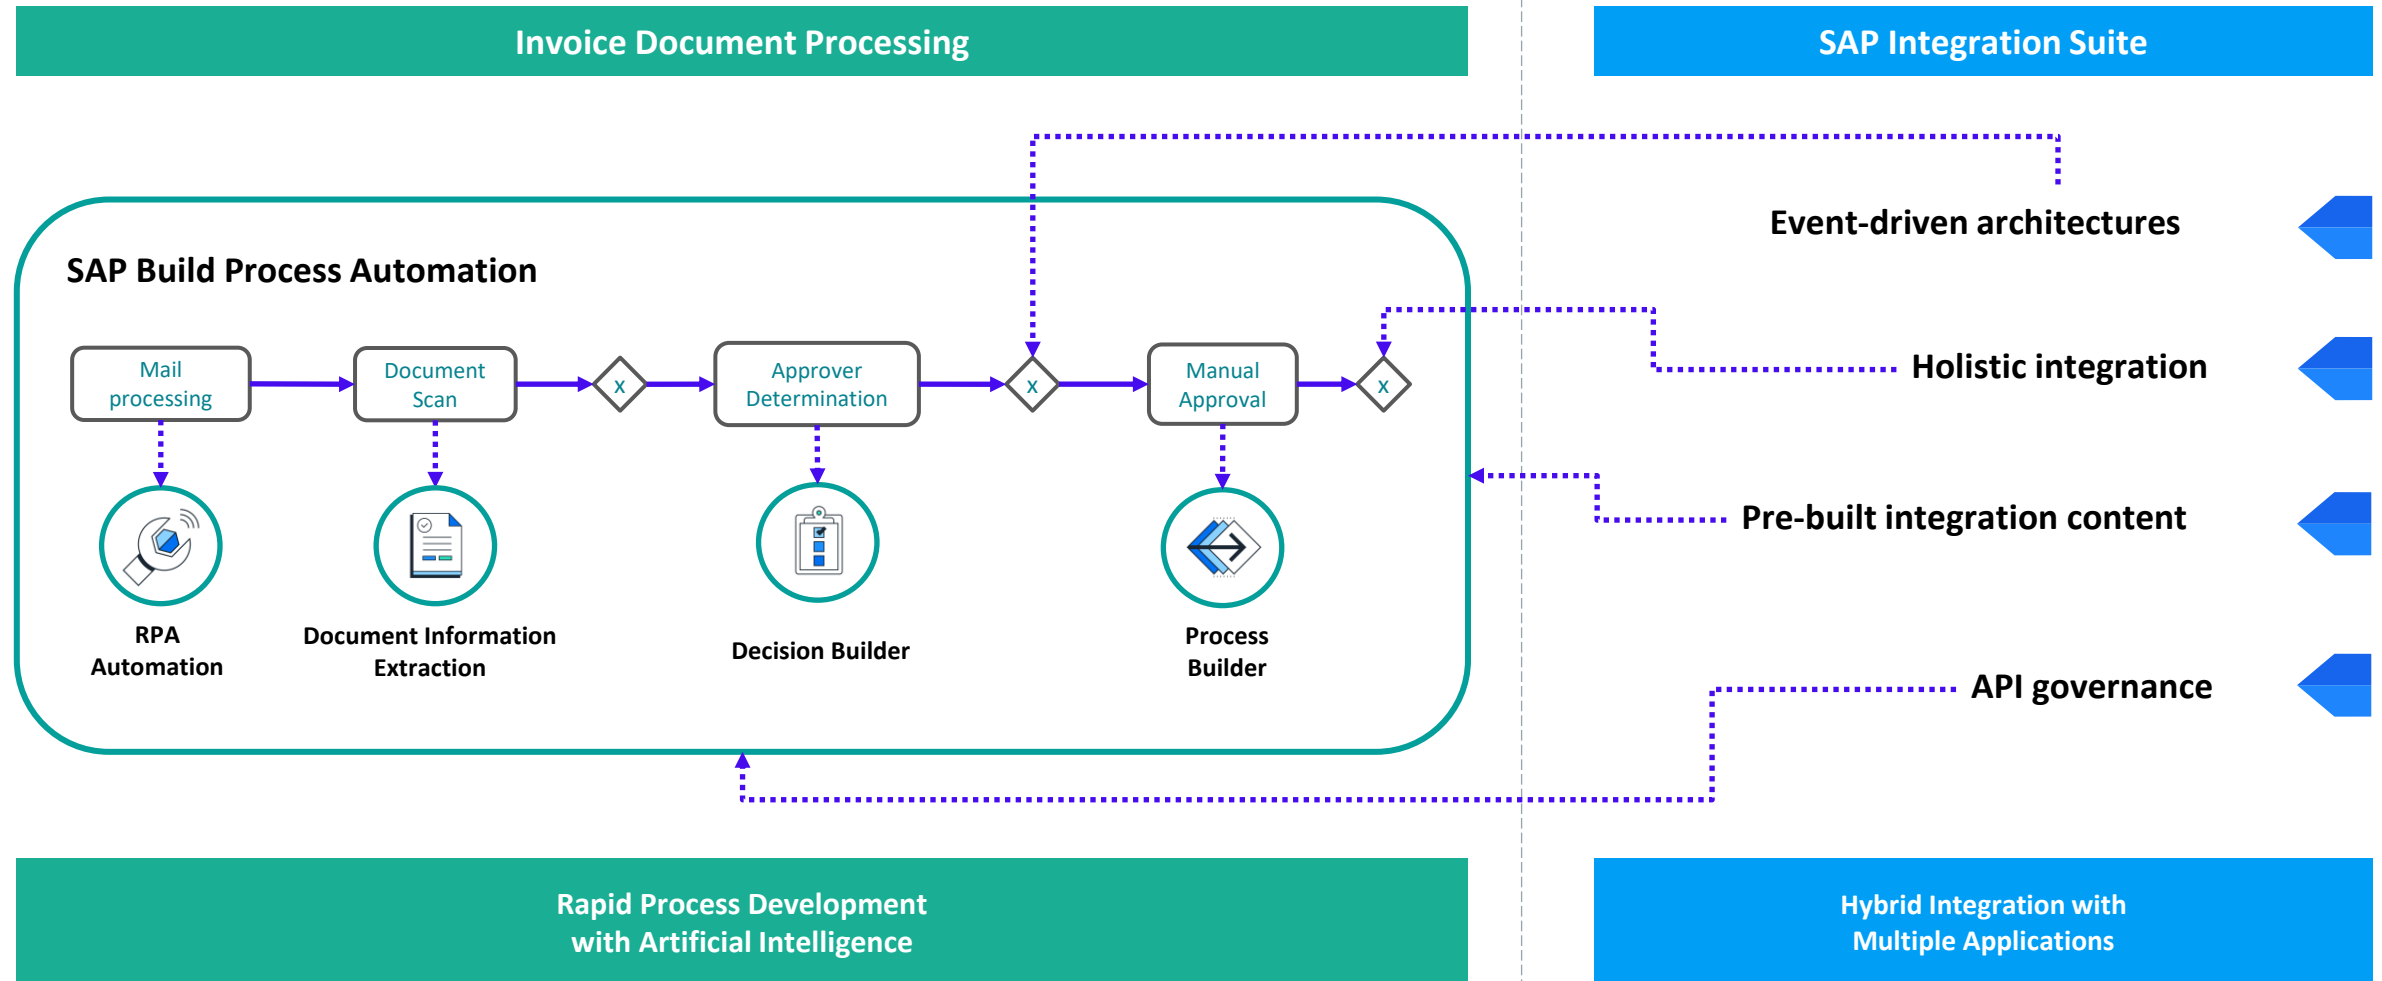 Invoice Document Processing
SAP Integration Suite
Event-driven architectures
SAP Build Process Automation
Holistic integration
Mail
processing
Document
Scan
x
Approver
Determination
x
Manual
Approval
x
Pre-built integration content
RPA
Automation
Document Information
Extraction
Decision Builder
Process
Builder
API governance
Rapid Process Development
with Artificial Intelligence
Hybrid Integration with
Multiple Applications